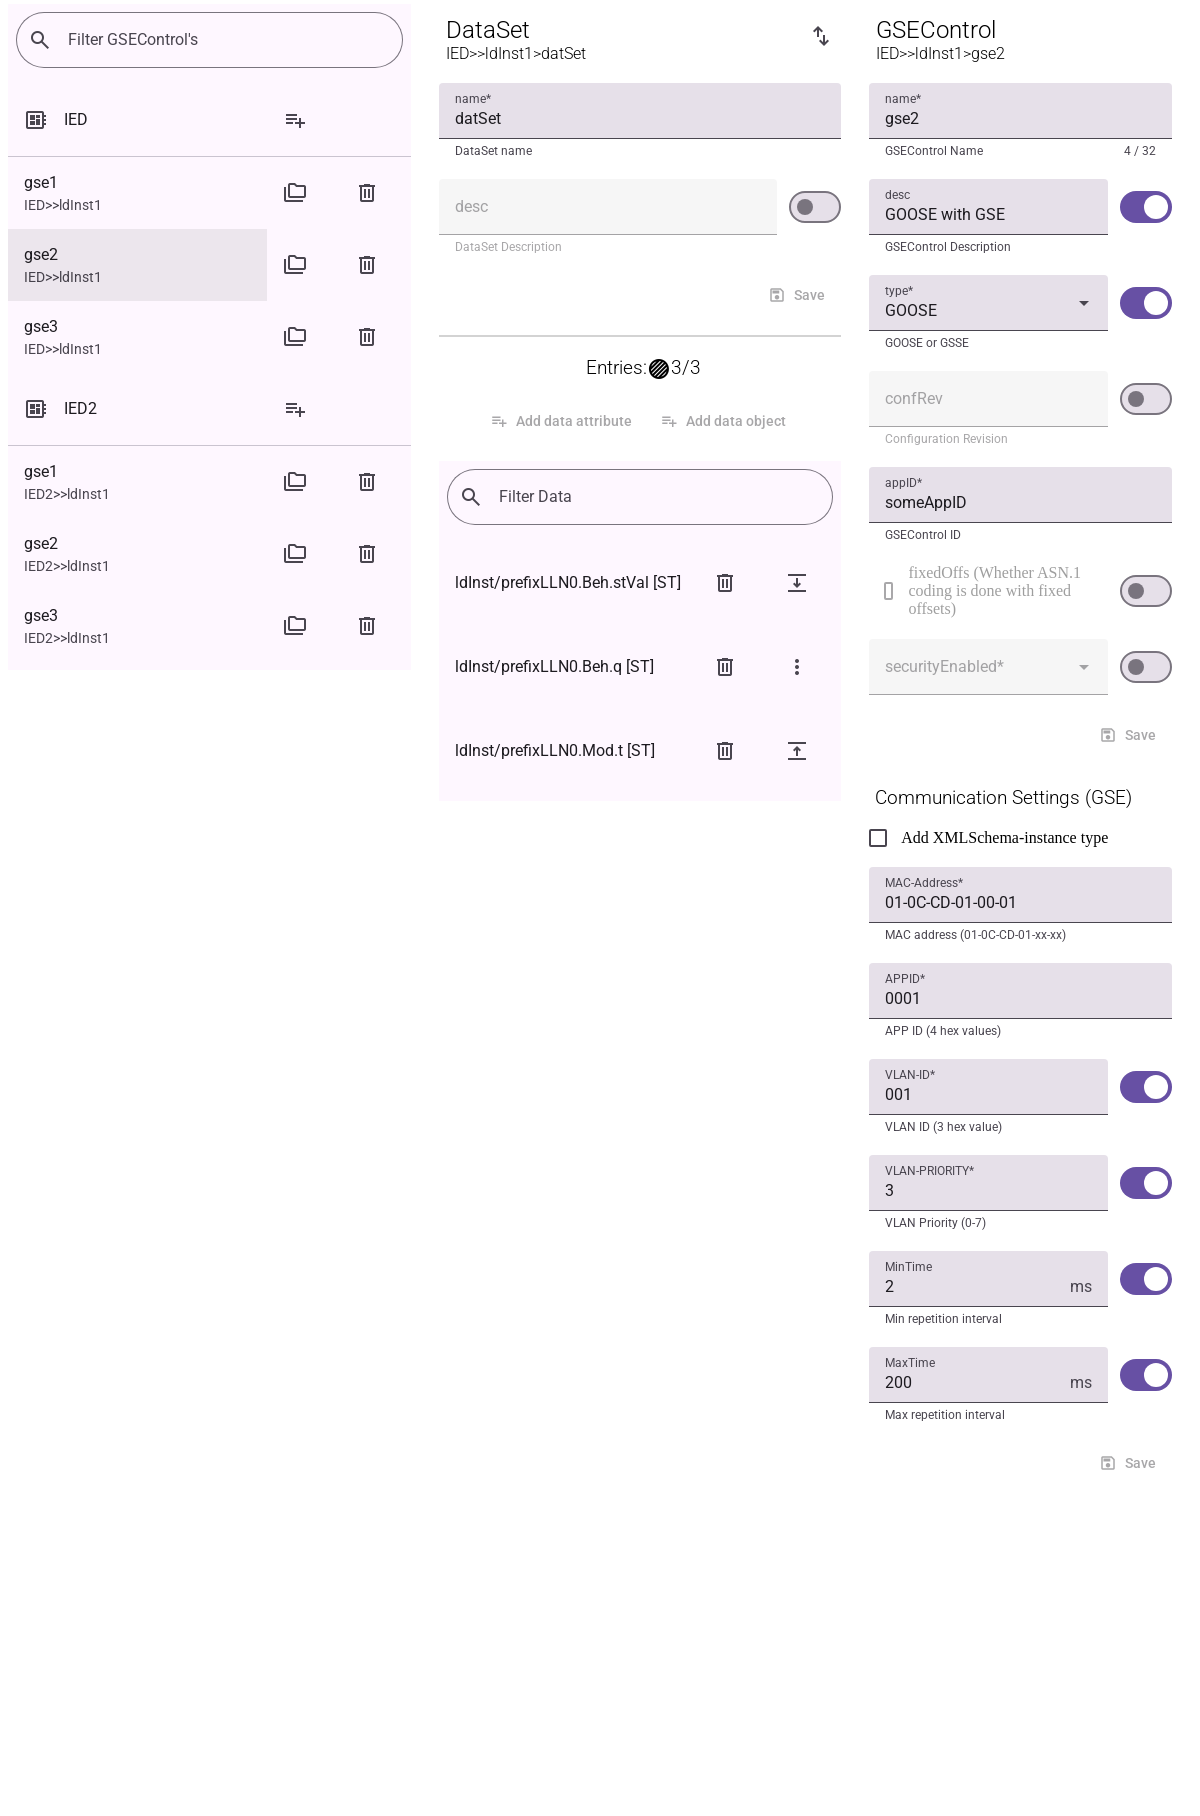 Filter GSEControl's
IED
gse1
IED>>ldInst1
gse2
IED>>ldInst1
gse3
IED>>ldInst1
IED2
gse1
IED2>>ldInst1
gse2
IED2>>ldInst1
gse3
IED2>>ldInst1
DataSet
IED>>ldInst1>datSet
name*
datSet
DataSet name
desc
DataSet Description
Save
Entries: 3/3
Add data attribute Add data object
Filter Data
ldInst/prefixLLN0.Beh.stVal [ST]
ldInst/prefixLLN0.Beh.q [ST]
ldInst/prefixLLN0.Mod.t [ST]
GSEControl
IED>>ldInst1>gse2
name*
gse2
GSEControl Name 4 / 32
desc
GOOSE with GSE
GSEControl Description
type*
GOOSE
GOOSE or GSSE
confRev
Configuration Revision
appID*
someAppID
GSEControl ID
fixedOffs (Whether ASN.1
coding is done with fixed
offsets)
securityEnabled*
Save
Communication Settings (GSE)
Add XMLSchema-instance type
MAC-Address*
01-0C-CD-01-00-01
MAC address (01-0C-CD-01-xx-xx)
APPID*
0001
APP ID (4 hex values)
VLAN-ID*
001
VLAN ID (3 hex value)
VLAN-PRIORITY*
3
VLAN Priority (0-7)
MinTime
2 ms
Min repetition interval
MaxTime
200 ms
Max repetition interval
Save